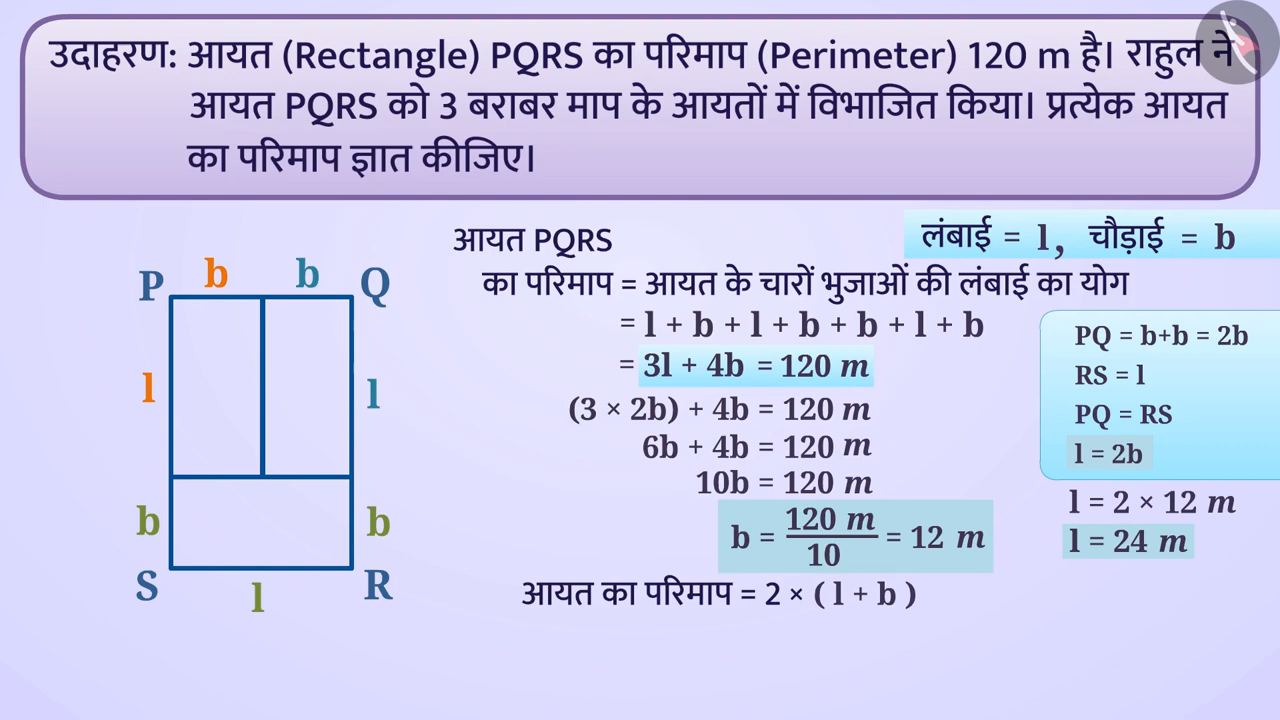 उदाहरण: आयत (Rectangle) PQRS का परिमाप (Perimeter) 120 m है। राहुल ने
आयत PQRS को 3 बराबर माप के आयतों में विभाजित किया। प्रत्येक आयत
का परिमाप ज्ञात कीजिए।
आयत PQRS
लंबाई = l, चौड़ाई = b
का परिमाप = आयत के चारों भुजाओं की लंबाई का योग
= l + b + l + b + b + l + b
= 3l + 4b = 120 m
(3 × 2b) + 4b = 120 m
6b + 4b = 120 m
10b = 120 m
b = 120 m / 10 = 12 m
आयत का परिमाप = 2 × ( l + b )
PQ = b+b = 2b
RS = l
PQ = RS
l = 2b
l = 2 × 12 m
l = 24 m
P b b Q
l l
b b
S l R